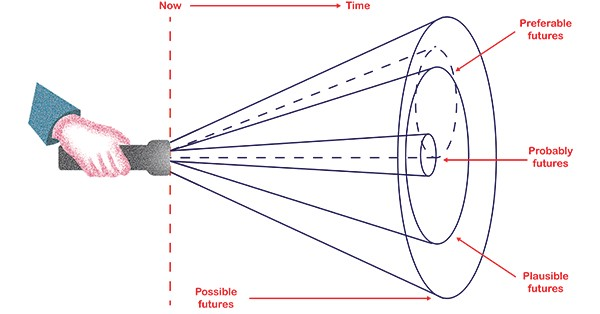 Now
Time
Preferable
futures
Probably
futures
Plausible
futures
Possible
futures